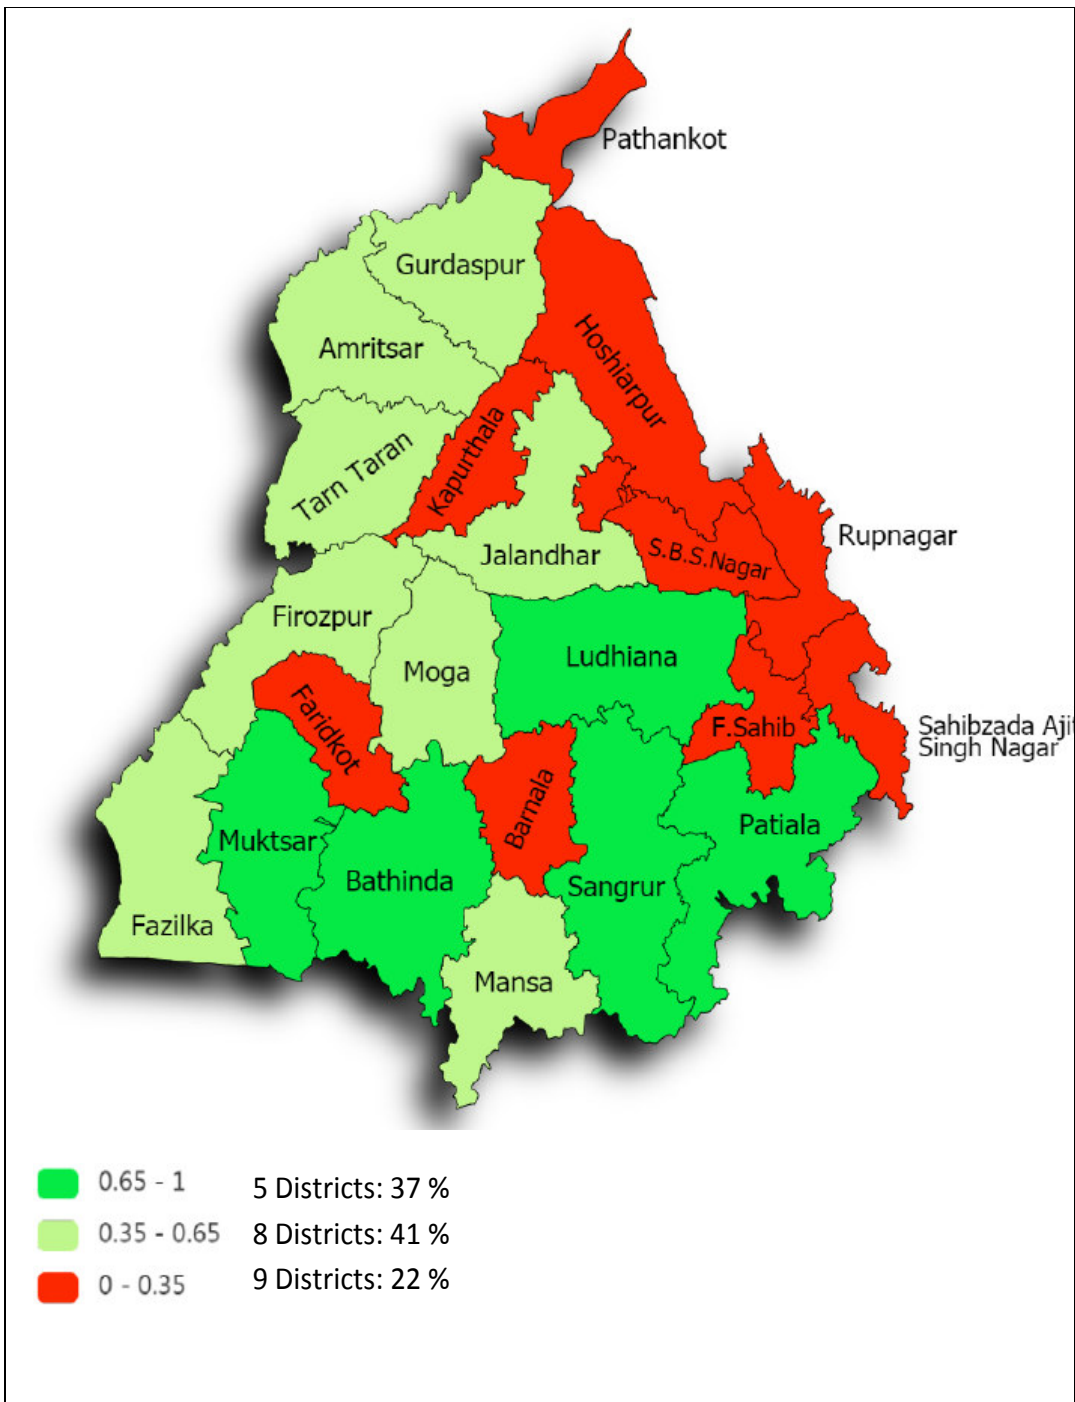 Pathankot
Gurdaspur
Hoshiarpur
Amritsar
Kapurthala
Tarn Taran
Rupnagar
Jalandhar
S.B.S.Nagar
Firozpur
Ludhiana
Moga
Faridkot
F.Sahib
Sahibzada Ajit
Singh Nagar
Barnala
Patiala
Muktsar
Bathinda
Sangrur
Fazilka
Mansa
0.65 - 1 5 Districts: 37 %
0.35 - 0.65 8 Districts: 41 %
0 - 0.35 9 Districts: 22 %